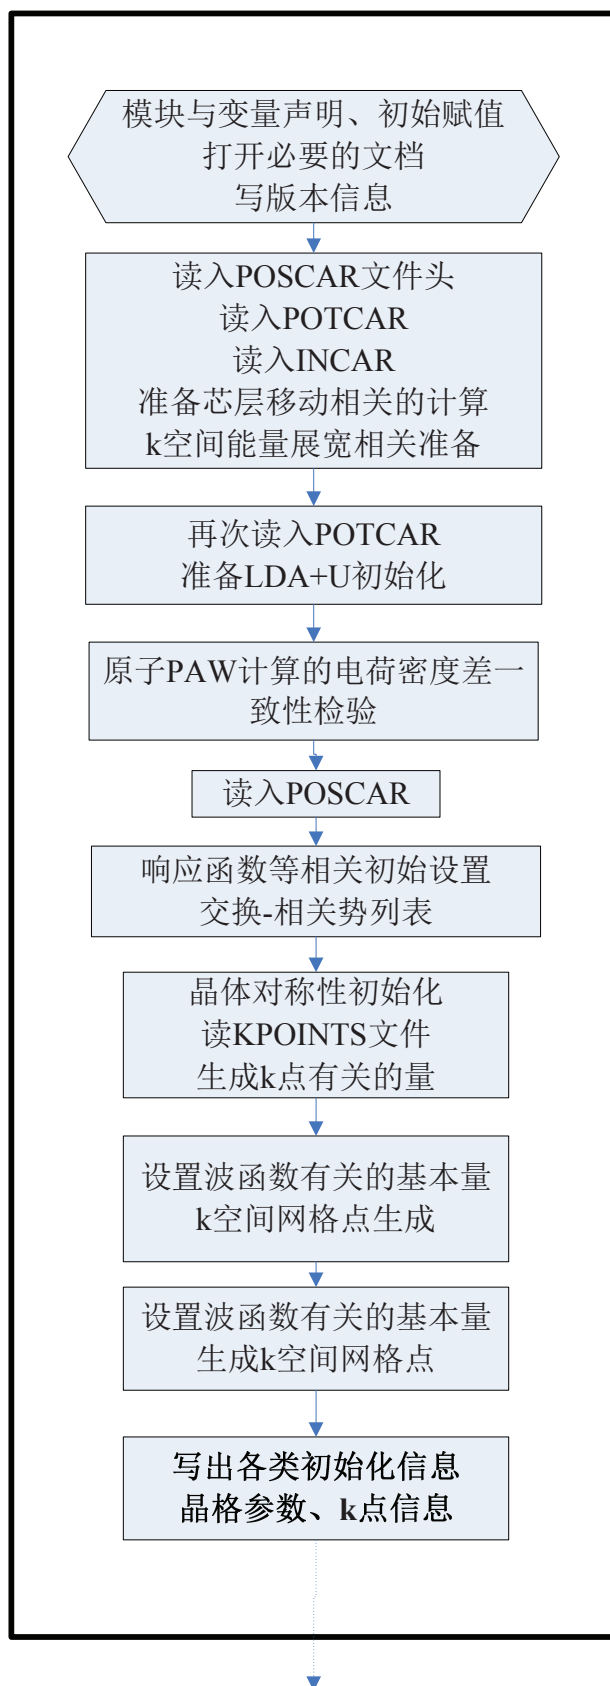 模块与变量声明、初始赋值
打开必要的文档
写版本信息
读入POSCAR文件头
读入POTCAR
读入INCAR
准备芯层移动相关的计算
k空间能量展宽相关准备
再次读入POTCAR
准备LDA+U初始化
原子PAW计算的电荷密度差一
致性检验
读入POSCAR
响应函数等相关初始设置
交换-相关势列表
晶体对称性初始化
读KPOINTS文件
生成k点有关的量
设置波函数有关的基本量
k空间网格点生成
设置波函数有关的基本量
生成k空间网格点
写出各类初始化信息
晶格参数、k点信息